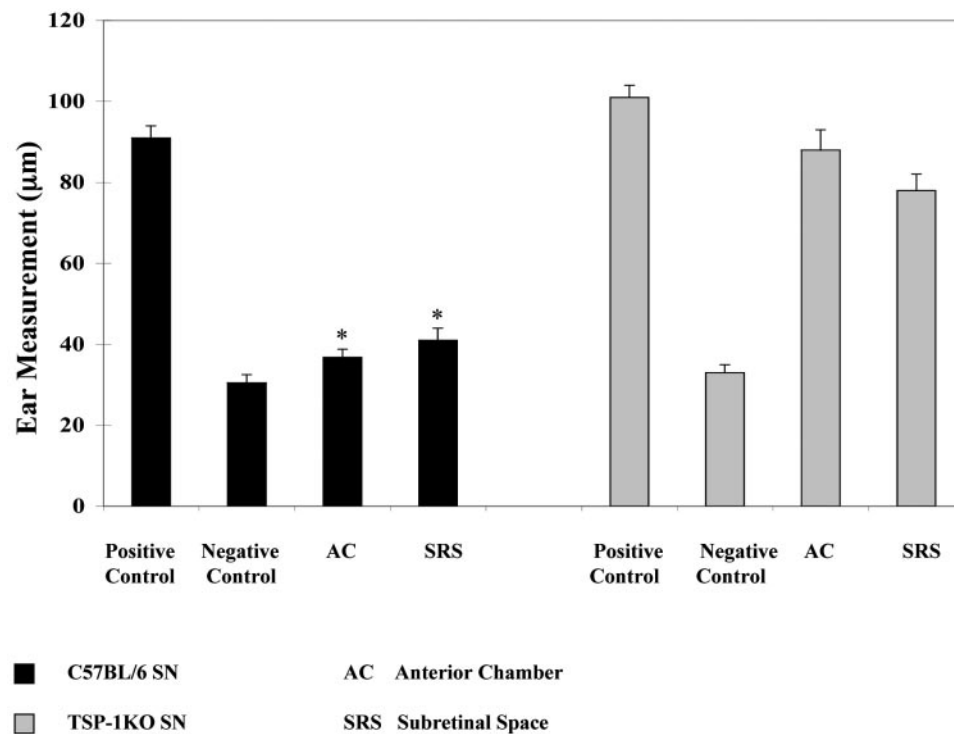 120
100
80
60
40
20
0
Ear Measurement (μm)
* *
Positive Control Negative Control AC SRS Positive Control Negative Control AC SRS
C57BL/6 SN AC Anterior Chamber
TSP-1KO SN SRS Subretinal Space